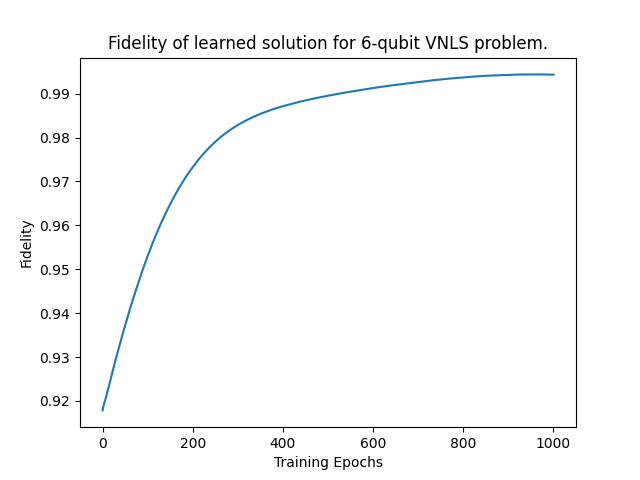 Fidelity of learned solution for 6-qubit VNLS problem.
0.99
0.98
0.97
0.96
0.95
0.94
0.93
0.92
Fidelity
0 200 400 600 800 1000
Training Epochs